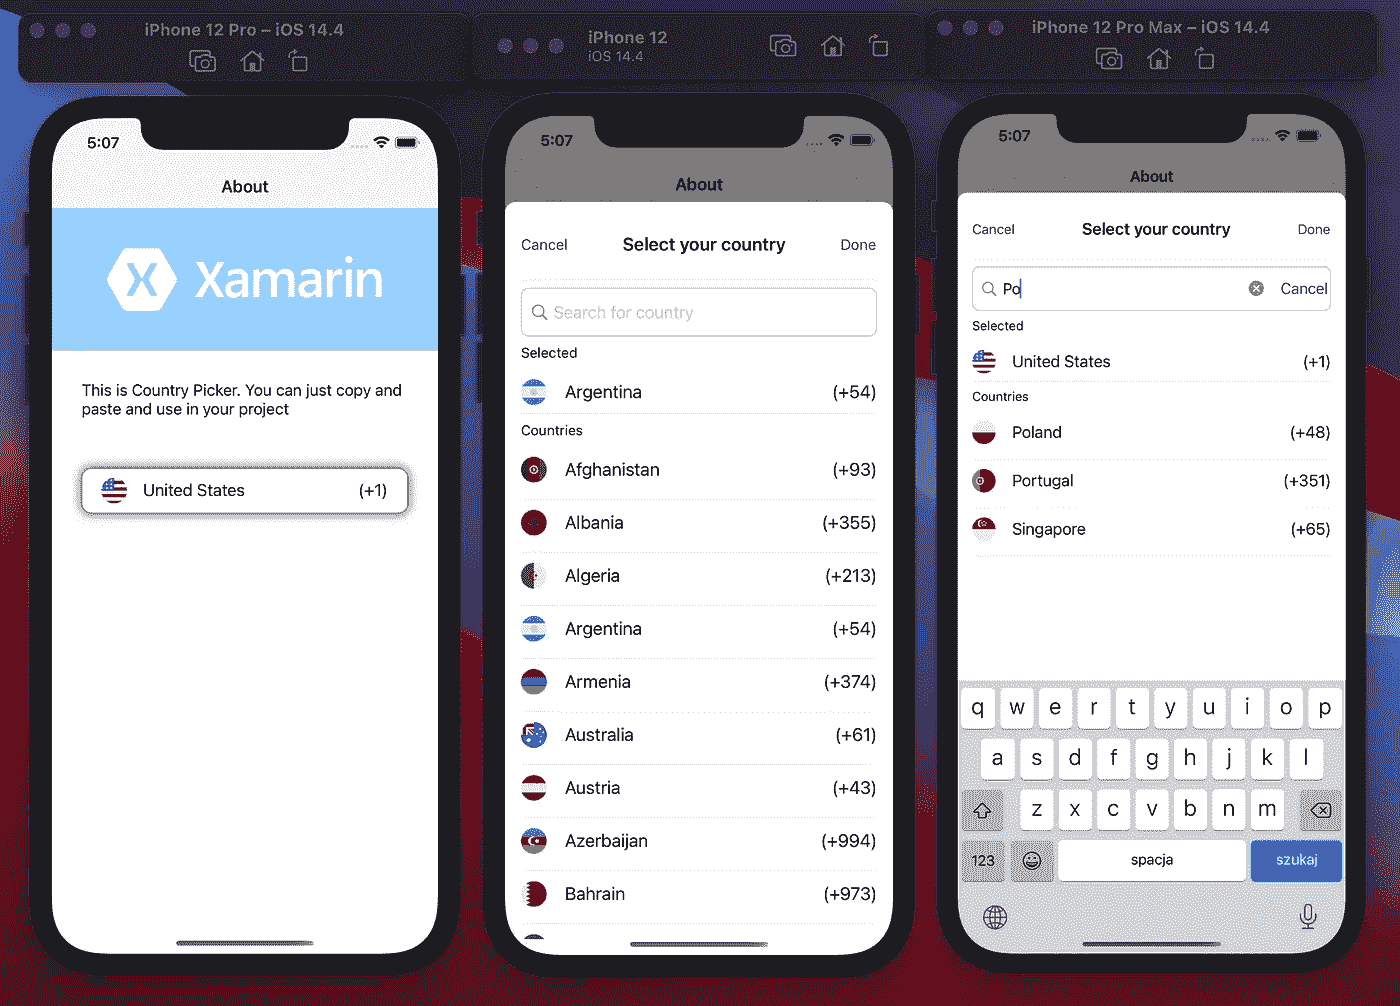 iPhone 12 Pro – iOS 14.4
5:07
About
Xamarin
This is Country Picker. You can just copy and
paste and use in your project
United States (+1)
iPhone 12
iOS 14.4
5:07
About
Cancel Select your country Done
Search for country
Selected
Argentina (+54)
Countries
Afghanistan (+93)
Albania (+355)
Algeria (+213)
Argentina (+54)
Armenia (+374)
Australia (+61)
Austria (+43)
Azerbaijan (+994)
Bahrain (+973)
iPhone 12 Pro Max – iOS 14.4
5:07
About
Cancel Select your country Done
Po Cancel
Selected
United States (+1)
Countries
Poland (+48)
Portugal (+351)
Singapore (+65)
q w e r t y u i o p
a s d f g h j k l
z x c v b n m
123 spacja szukaj